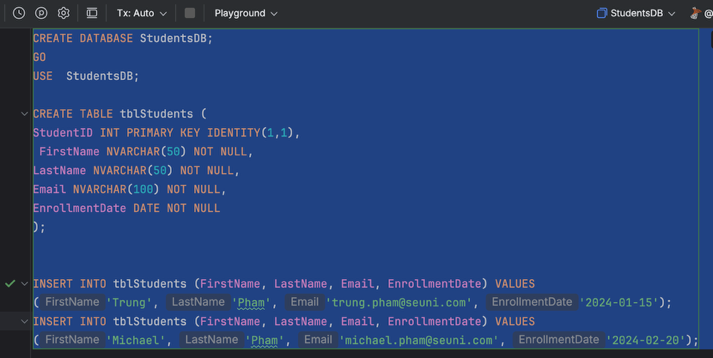 Tx: Auto Playground StudentsDB @
CREATE DATABASE StudentsDB;
GO
USE  StudentsDB;
CREATE TABLE tblStudents (
StudentID INT PRIMARY KEY IDENTITY(1,1),
 FirstName NVARCHAR(50) NOT NULL,
LastName NVARCHAR(50) NOT NULL,
Email NVARCHAR(100) NOT NULL,
EnrollmentDate DATE NOT NULL
);
INSERT INTO tblStudents (FirstName, LastName, Email, EnrollmentDate) VALUES
( FirstName 'Trung', LastName 'Pham', Email 'trung.pham@seuni.com', EnrollmentDate '2024-01-15');
INSERT INTO tblStudents (FirstName, LastName, Email, EnrollmentDate) VALUES
( FirstName 'Michael', LastName 'Pham', Email 'michael.pham@seuni.com', EnrollmentDate '2024-02-20');